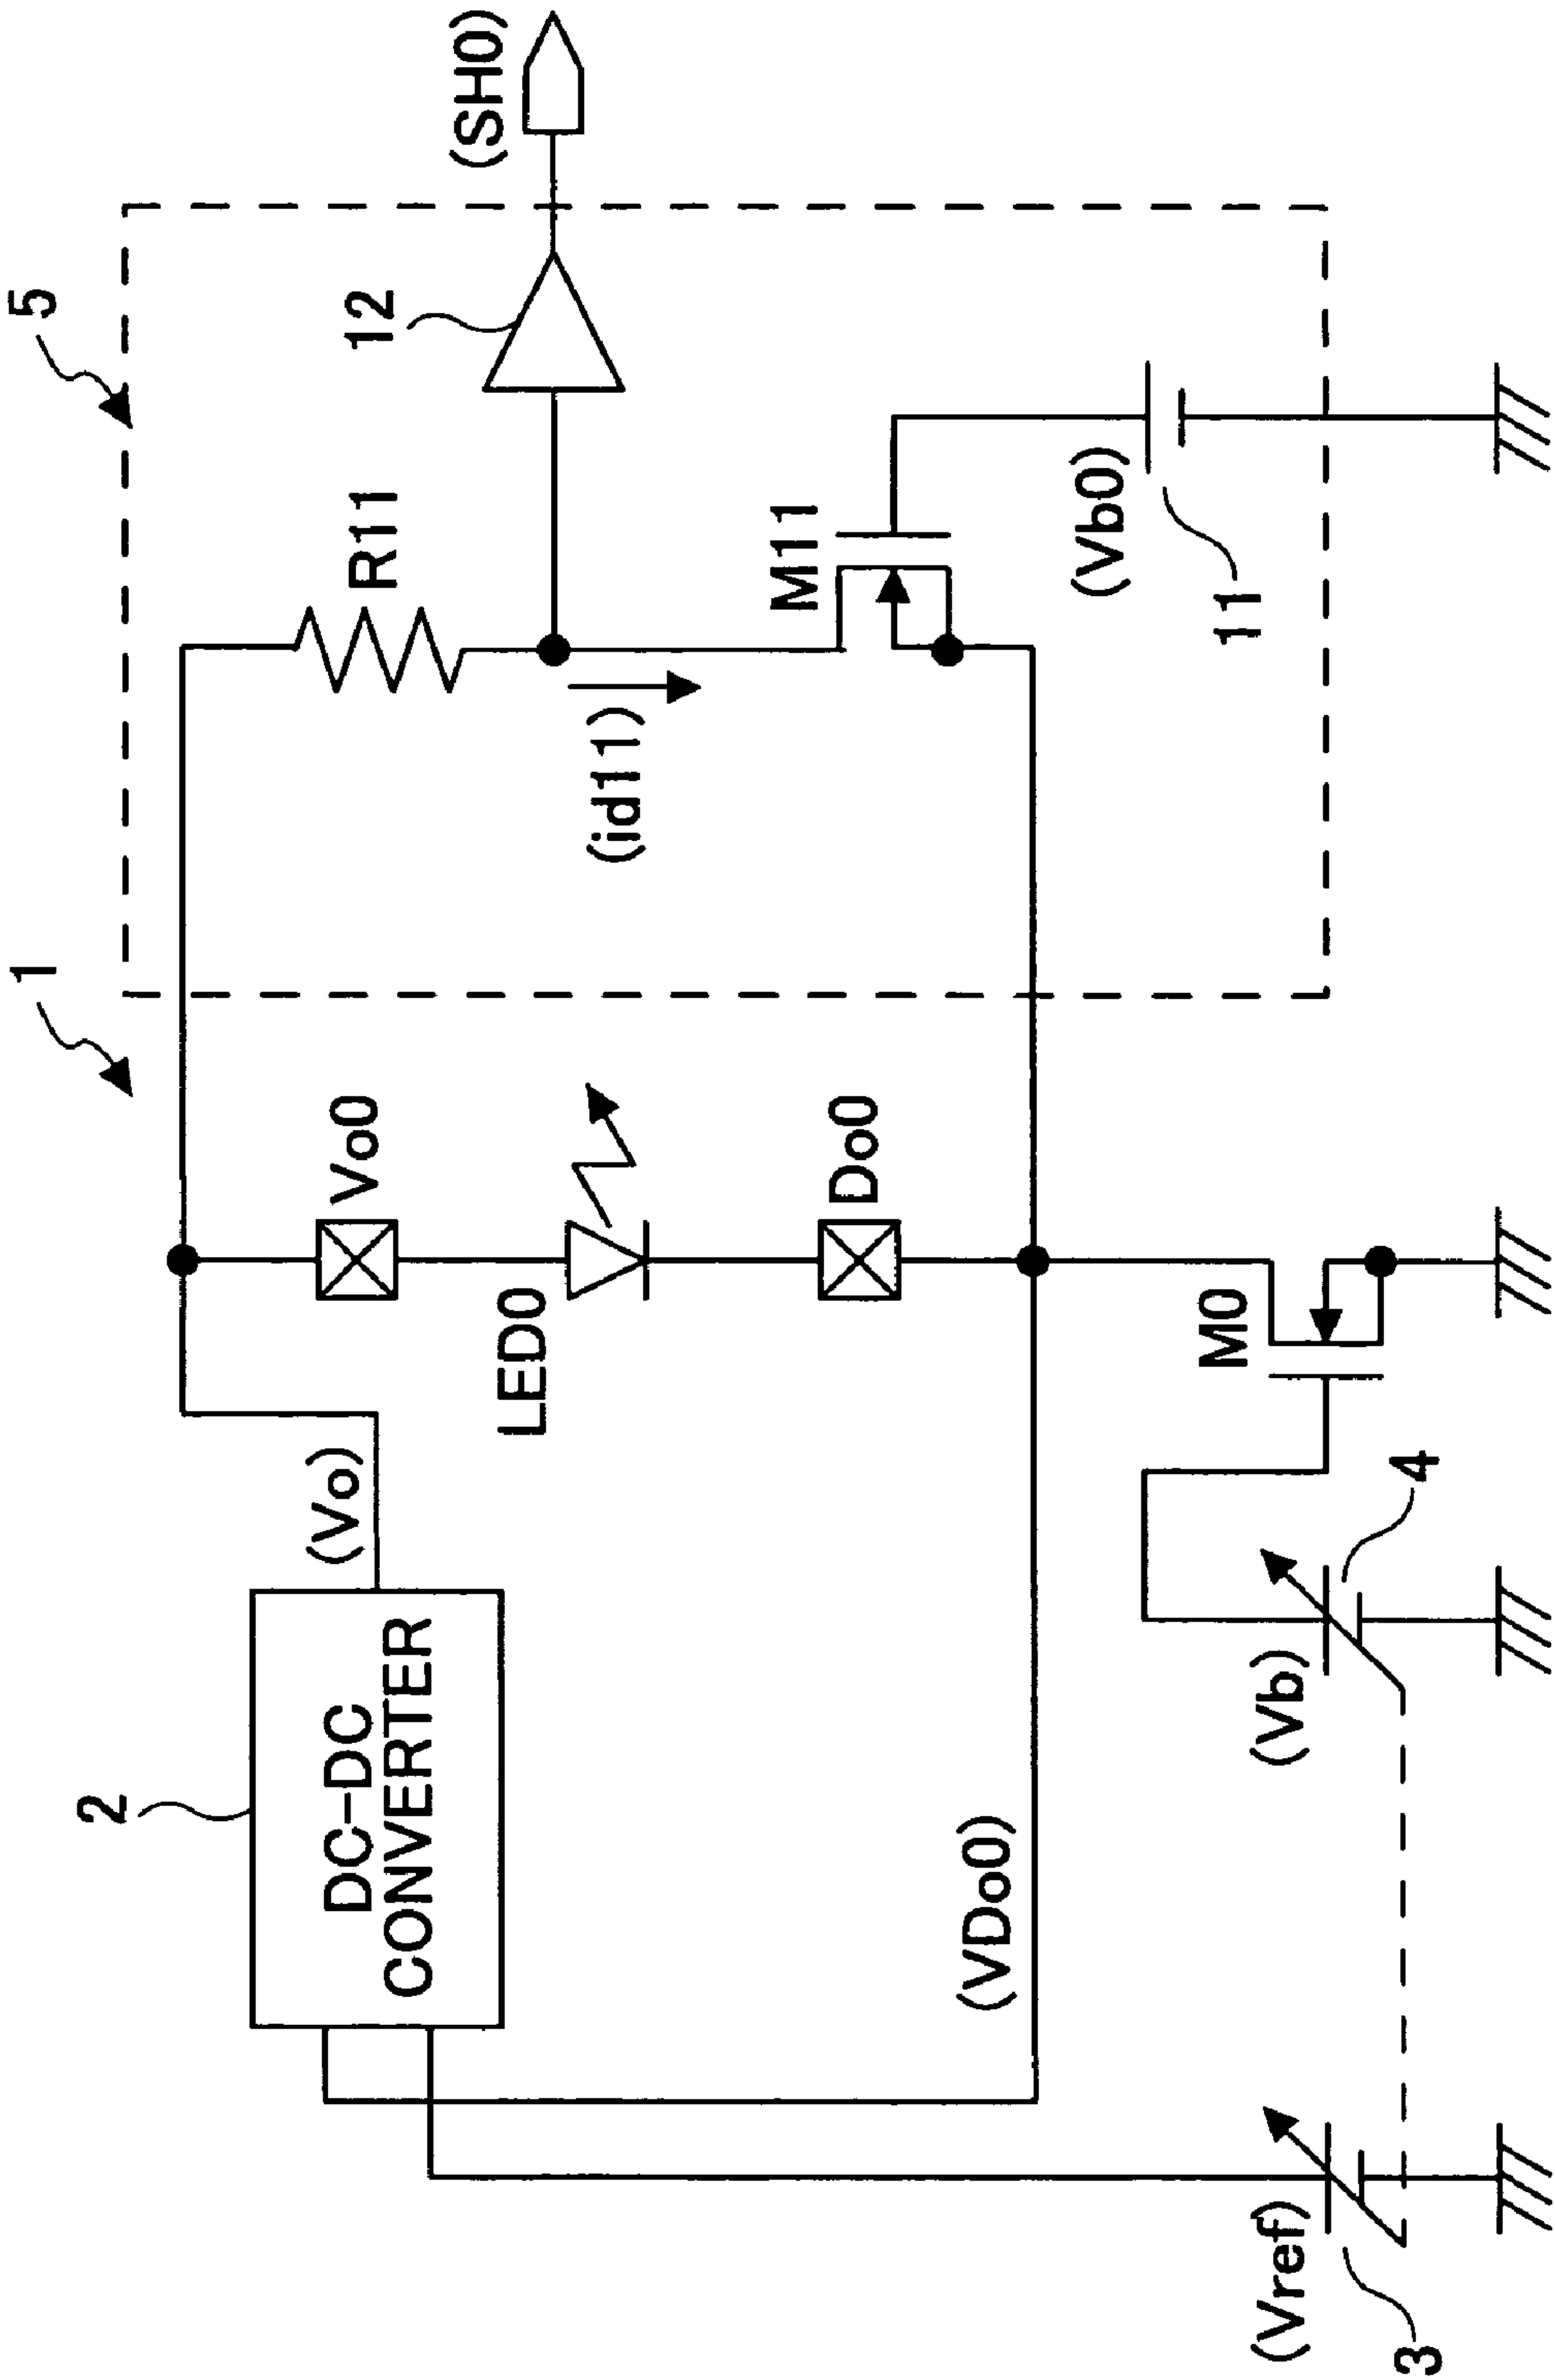 1
5
2
DC-DC
CONVERTER
(Vo)
Vo0
LED0
Do0
R11
12
(SH0)
(id11)
M11
(Vb0)
11
(VDo0)
M0
(Vref)
3
(Vb)
4